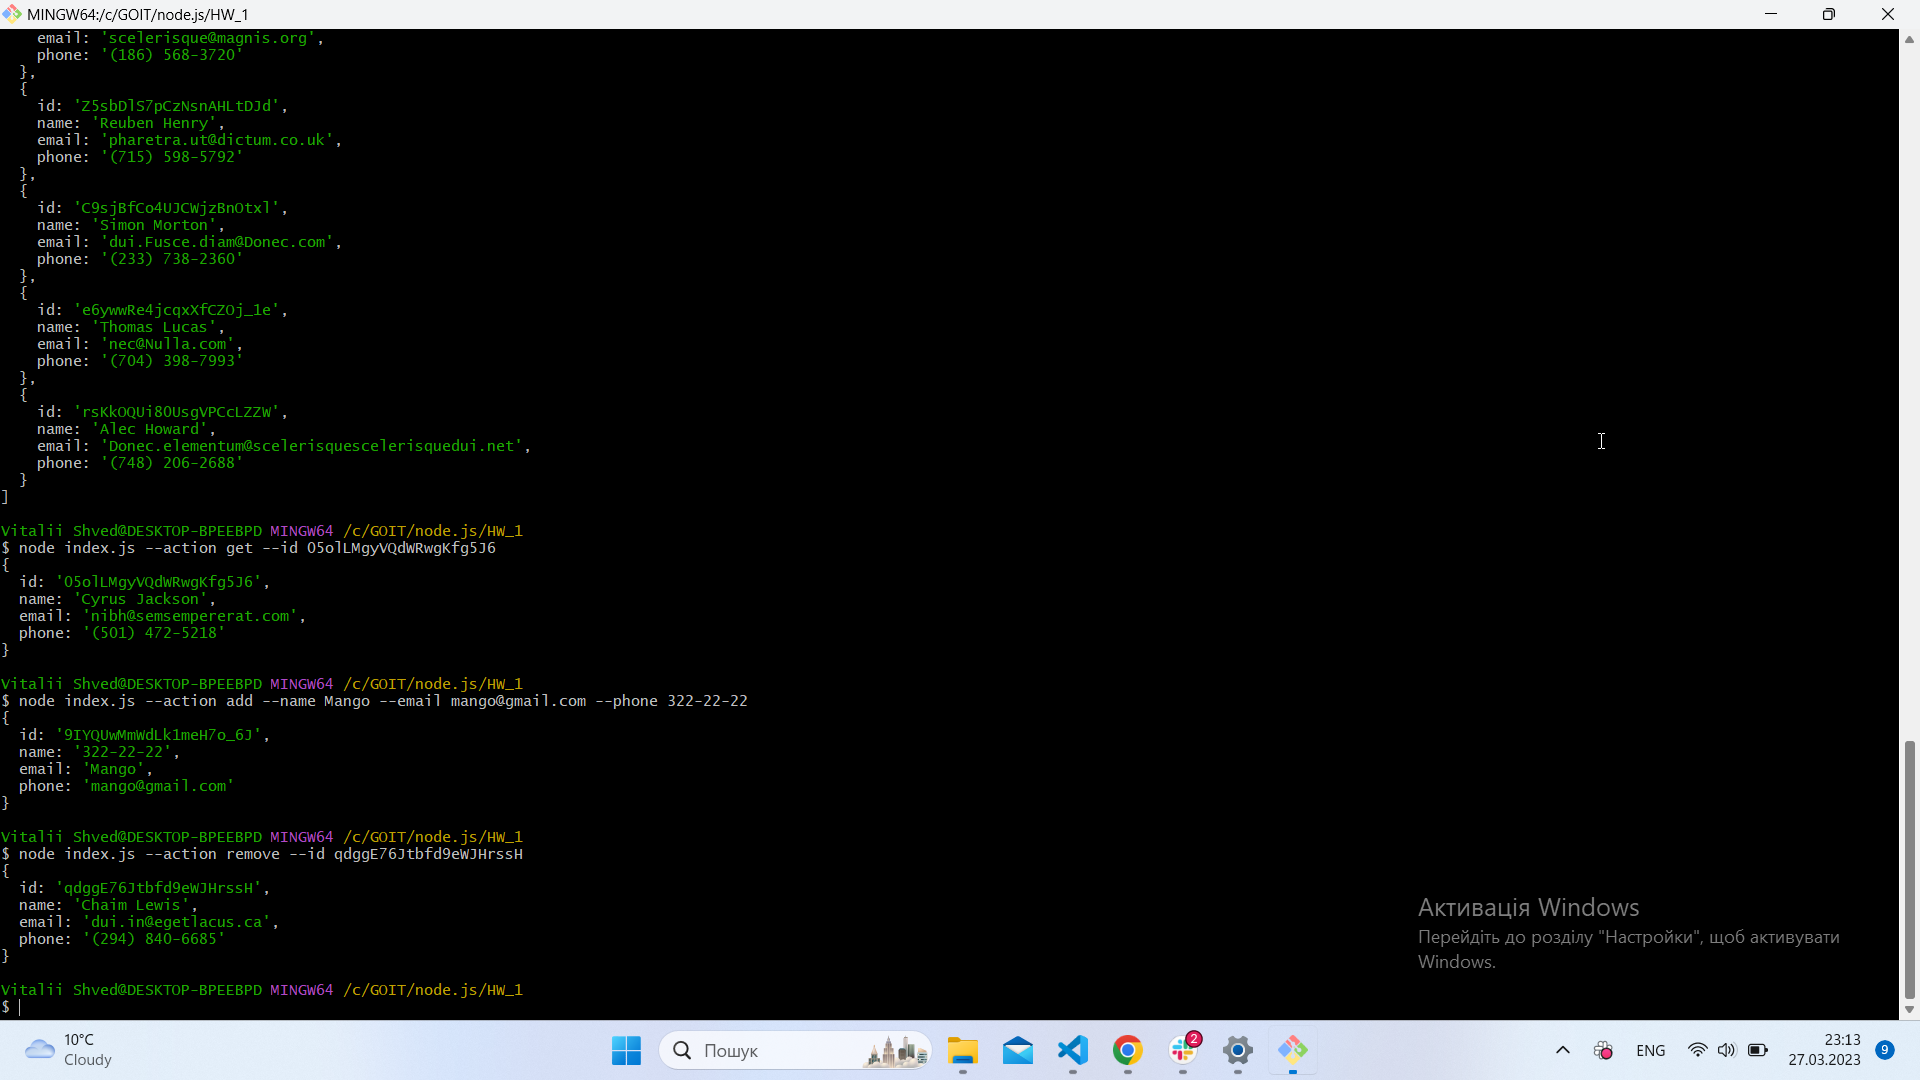 MINGW64:/c/GOIT/node.js/HW_1
    email: 'scelerisque@magnis.org',
    phone: '(186) 568-3720'
  },
  {
    id: 'Z5sbDlS7pCzNsnAHLtDJd',
    name: 'Reuben Henry',
    email: 'pharetra.ut@dictum.co.uk',
    phone: '(715) 598-5792'
  },
  {
    id: 'C9sjBfCo4UJCWjzBnOtxl',
    name: 'Simon Morton',
    email: 'dui.Fusce.diam@Donec.com',
    phone: '(233) 738-2360'
  },
  {
    id: 'e6ywwRe4jcqxXfCZOj_1e',
    name: 'Thomas Lucas',
    email: 'nec@Nulla.com',
    phone: '(704) 398-7993'
  },
  {
    id: 'rsKkOQUi80UsgVPCcLZZW',
    name: 'Alec Howard',
    email: 'Donec.elementum@scelerisquescelerisquedui.net',
    phone: '(748) 206-2688'
  }
]
Vitalii Shved@DESKTOP-BPEEBPD MINGW64 /c/GOIT/node.js/HW_1
$ node index.js --action get --id 05olLMgyVQdWRwgKfg5J6
{
  id: '05olLMgyVQdWRwgKfg5J6',
  name: 'Cyrus Jackson',
  email: 'nibh@semsempererat.com',
  phone: '(501) 472-5218'
}
Vitalii Shved@DESKTOP-BPEEBPD MINGW64 /c/GOIT/node.js/HW_1
$ node index.js --action add --name Mango --email mango@gmail.com --phone 322-22-22
{
  id: '9IYQUwMmWdLk1meH7o_6J',
  name: '322-22-22',
  email: 'Mango',
  phone: 'mango@gmail.com'
}
Vitalii Shved@DESKTOP-BPEEBPD MINGW64 /c/GOIT/node.js/HW_1
$ node index.js --action remove --id qdggE76Jtbfd9eWJHrssH
{
  id: 'qdggE76Jtbfd9eWJHrssH',
  name: 'Chaim Lewis',
  email: 'dui.in@egetlacus.ca',
  phone: '(294) 840-6685'
}
Vitalii Shved@DESKTOP-BPEEBPD MINGW64 /c/GOIT/node.js/HW_1
$
Активація Windows
Перейдіть до розділу "Настройки", щоб активувати
Windows.
10°C
Cloudy
Пошук
2
ENG
23:13
27.03.2023
9